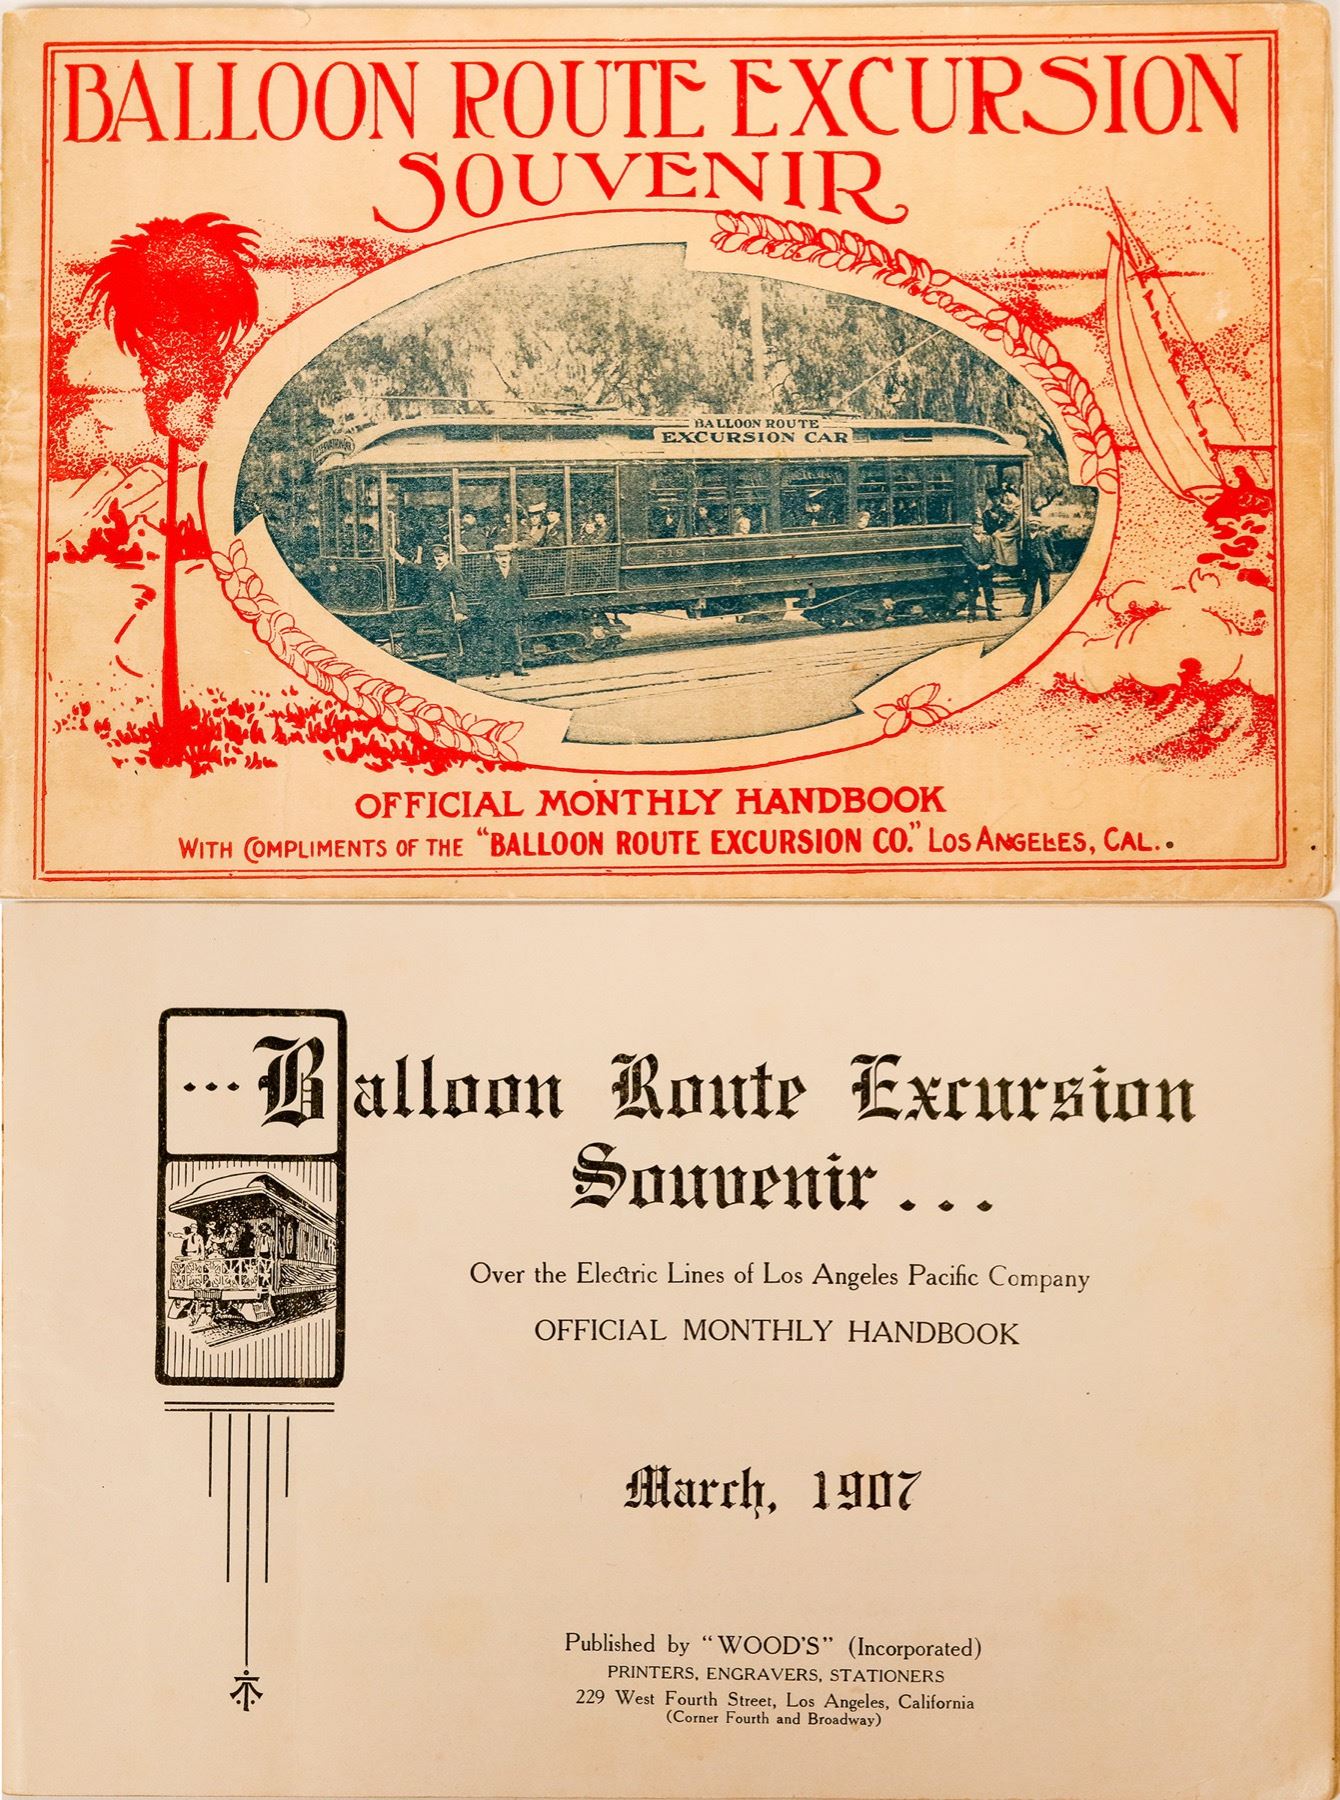 BALLOON ROUTE EXCURSION
SOUVENIR
BALLOON ROUTE
EXCURSION CAR
OFFICIAL MONTHLY HANDBOOK
WITH COMPLIMENTS OF THE "BALLOON ROUTE EXCURSION CO." LOS ANGELES, CAL..
...Balloon Route Excursion
Souvenir...
Over the Electric Lines of Los Angeles Pacific Company
OFFICIAL MONTHLY HANDBOOK
March, 1907
Published by "WOOD'S" (Incorporated)
PRINTERS, ENGRAVERS, STATIONERS
229 West Fourth Street, Los Angeles, California
(Corner Fourth and Broadway)